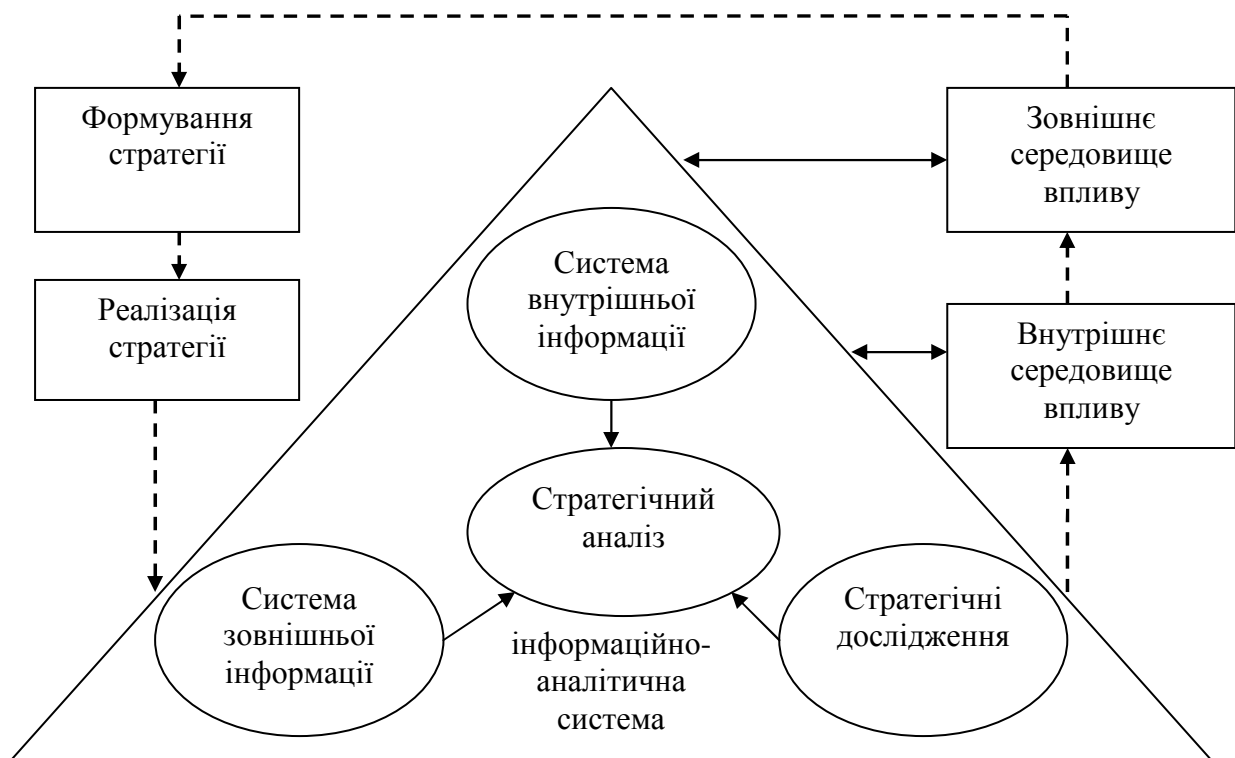 Формування
стратегії
Зовнішнє
середовище
впливу
Система
внутрішньої
інформації
Реалізація
стратегії
Внутрішнє
середовище
впливу
Стратегічний
аналіз
Система
зовнішньої
інформації
Стратегічні
дослідження
інформаційно-
аналітична
система